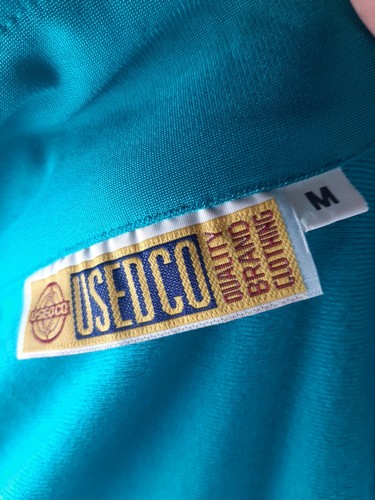 USEDCO
USEDCO
QUALITY
BRAND
CLOTHING
M